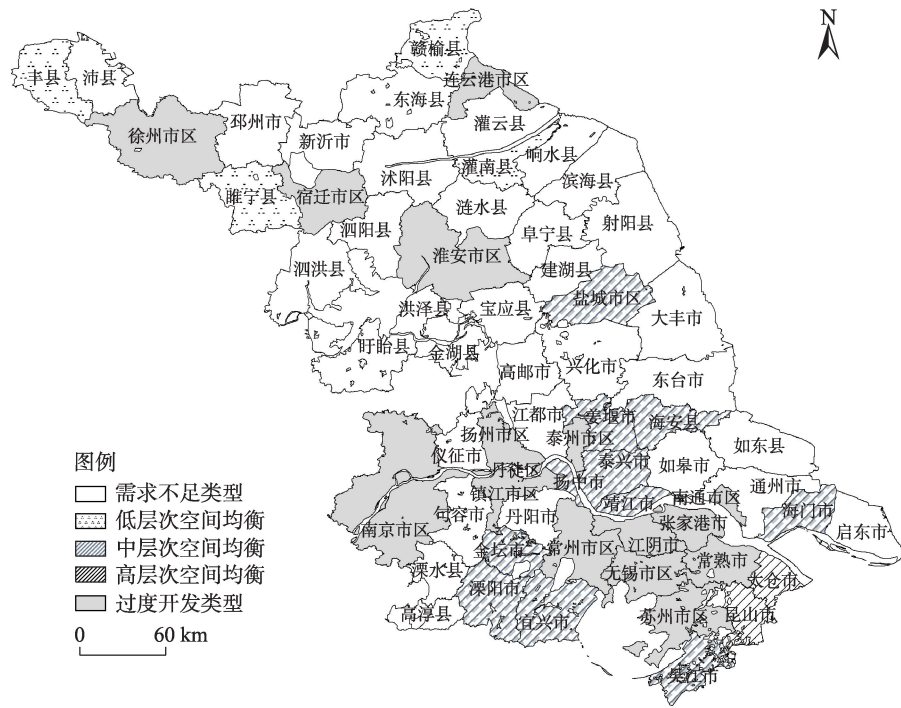 N
赣榆县
丰县
沛县
连云港市区
东海县
灌云县
徐州市区
邳州市
新沂市
响水县
灌南县
沭阳县
滨海县
睢宁县
宿迁市区
涟水县
射阳县
泗阳县
阜宁县
淮安市区
建湖县
泗洪县
盐城市区
洪泽县
宝应县
大丰市
盱眙县
金湖县
高邮市
兴化市
东台市
江都市
姜堰市
海安县
扬州市区
泰州市区
如东县
仪征市
丹徒区
泰兴市
如皋市
扬中市
通州市
镇江市区
靖江市
南通市区
海门市
句容市
丹阳市
张家港市
启东市
南京市区
金坛市
常州市区
江阴市
常熟市
溧水县
无锡市区
太仓市
溧阳市
高淳县
宜兴市
苏州市区
昆山市
吴江市
图例
需求不足类型
低层次空间均衡
中层次空间均衡
高层次空间均衡
过度开发类型
0 60 km